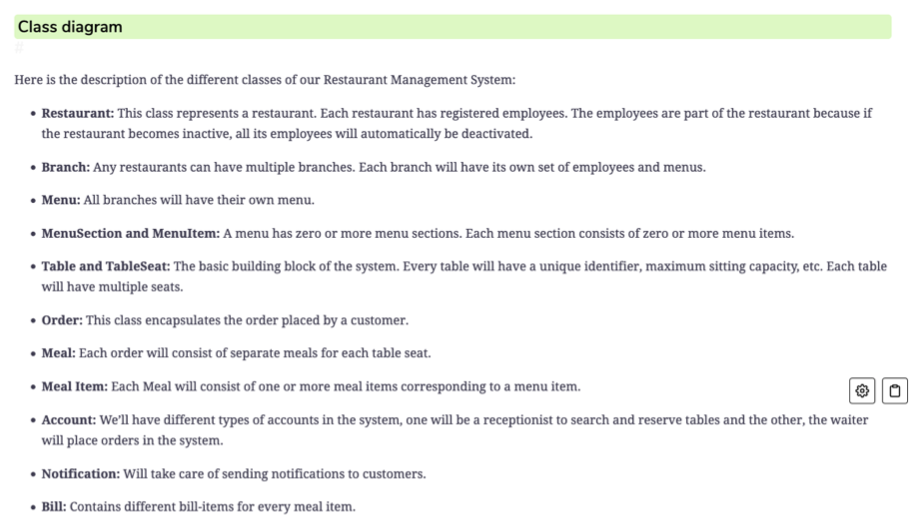 Class diagram
#
Here is the description of the different classes of our Restaurant Management System:
• Restaurant: This class represents a restaurant. Each restaurant has registered employees. The employees are part of the restaurant because if
the restaurant becomes inactive, all its employees will automatically be deactivated.
• Branch: Any restaurants can have multiple branches. Each branch will have its own set of employees and menus.
• Menu: All branches will have their own menu.
• MenuSection and MenuItem: A menu has zero or more menu sections. Each menu section consists of zero or more menu items.
• Table and TableSeat: The basic building block of the system. Every table will have a unique identifier, maximum sitting capacity, etc. Each table
will have multiple seats.
• Order: This class encapsulates the order placed by a customer.
• Meal: Each order will consist of separate meals for each table seat.
• Meal Item: Each Meal will consist of one or more meal items corresponding to a menu item.
• Account: We'll have different types of accounts in the system, one will be a receptionist to search and reserve tables and the other, the waiter
will place orders in the system.
• Notification: Will take care of sending notifications to customers.
• Bill: Contains different bill-items for every meal item.